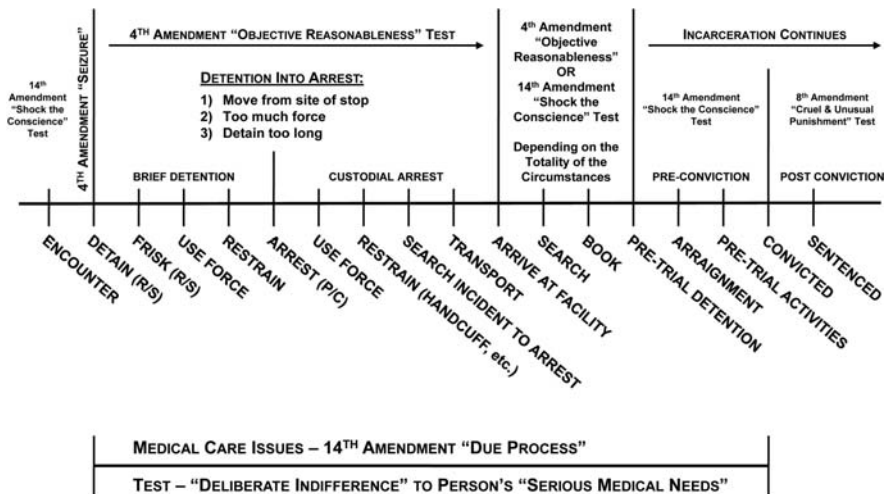 14th
Amendment
"Shock the
Conscience"
Test
4TH AMENDMENT "SEIZURE"
4TH AMENDMENT "OBJECTIVE REASONABLENESS" TEST
DETENTION INTO ARREST:
1) Move from site of stop
2) Too much force
3) Detain too long
BRIEF DETENTION
CUSTODIAL ARREST
4th
Amendment
"Objective
Reasonableness"
OR
14th
Amendment
"Shock the
Conscience" Test
Depending on the
Totality of the
Circumstances
INCARCERATION CONTINUES
14th Amendment
"Shock the Conscience"
Test
PRE-CONVICTION
8th Amendment
"Cruel & Unusual
Punishment" Test
POST CONVICTION
ENCOUNTER
DETAIN (R/S)
FRISK (R/S)
USE FORCE
RESTRAIN
ARREST (P/C)
USE FORCE
RESTRAIN (HANDCUFF, etc.)
SEARCH INCIDENT TO ARREST
TRANSPORT
ARRIVE AT FACILITY
SEARCH
BOOK
PRE-TRIAL DETENTION
ARRAIGNMENT
PRE-TRIAL ACTIVITIES
CONVICTED
SENTENCED
MEDICAL CARE ISSUES – 14TH AMENDMENT "DUE PROCESS"
TEST – "DELIBERATE INDIFFERENCE" TO PERSON'S "SERIOUS MEDICAL NEEDS"